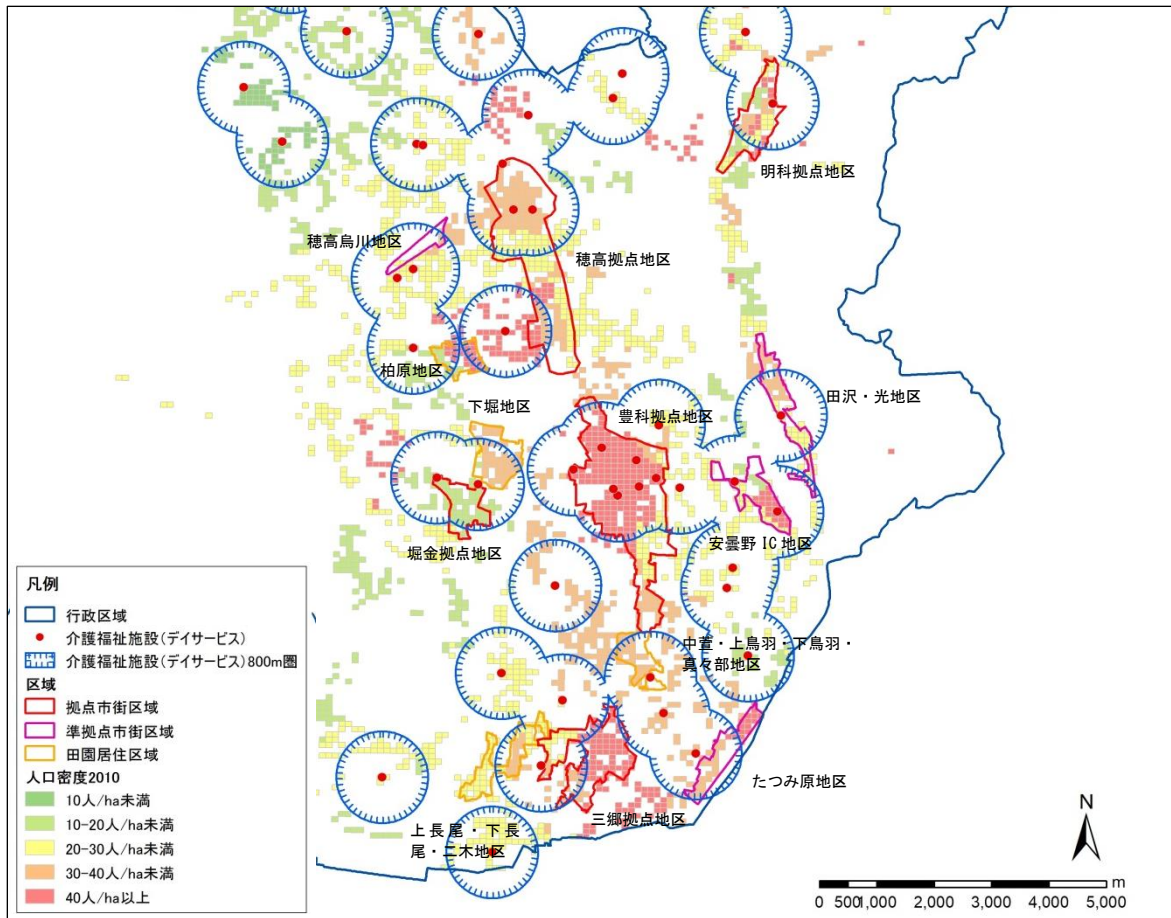 明科拠点地区
穂高烏川地区
穂高拠点地区
柏原地区
田沢・光地区
下堀地区
豊科拠点地区
安曇野 IC 地区
堀金拠点地区
中萱・上鳥羽・下鳥羽・
真々部地区
たつみ原地区
三郷拠点地区
上長尾・下長
尾・二木地区
凡例
行政区域
介護福祉施設(デイサービス)
介護福祉施設(デイサービス)800m圏
区域
拠点市街区域
準拠点市街区域
田園居住区域
人口密度2010
10人/ha未満
10-20人/ha未満
20-30人/ha未満
30-40人/ha未満
40人/ha以上
N
m
0 500 1,000 2,000 3,000 4,000 5,000